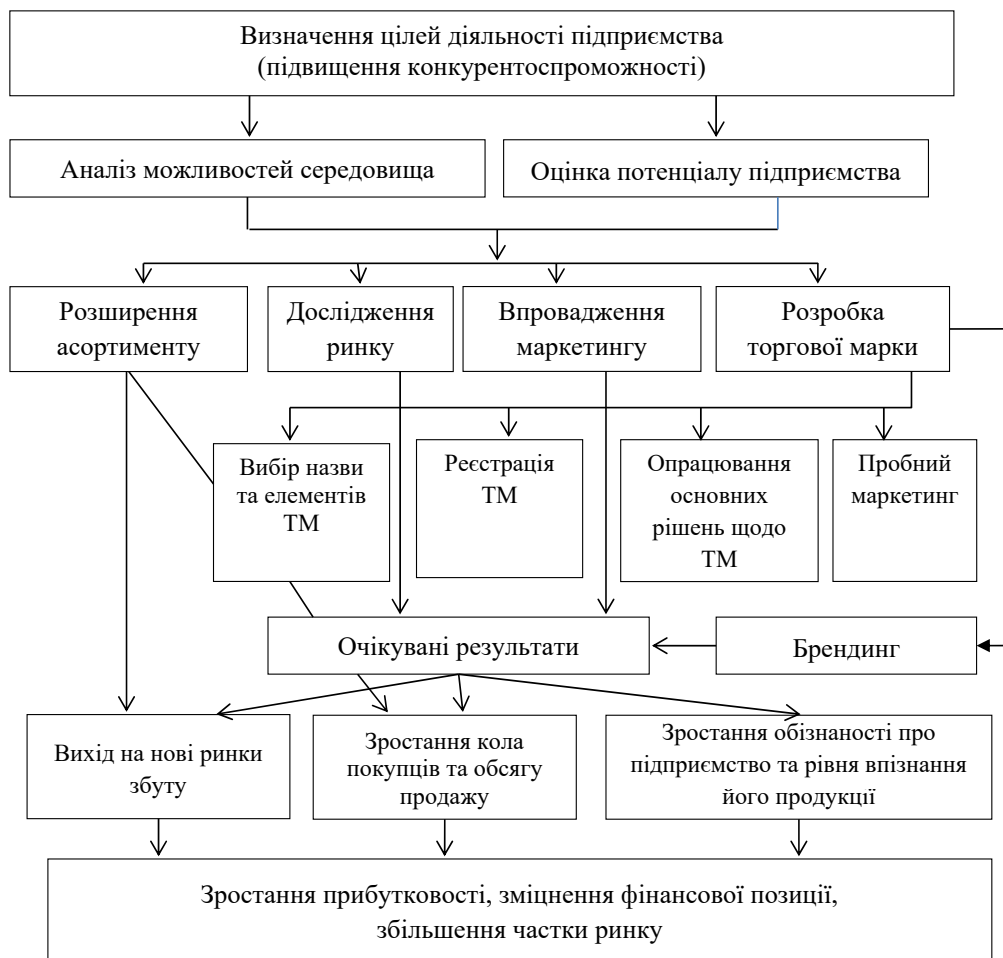 Визначення цілей діяльності підприємства
(підвищення конкурентоспроможності)
Аналіз можливостей середовища
Оцінка потенціалу підприємства
Розширення
асортименту
Дослідження
ринку
Впровадження
маркетингу
Розробка
торгової марки
Вибір назви
та елементів
ТМ
Реєстрація
ТМ
Опрацювання
основних
рішень щодо
ТМ
Пробний
маркетинг
Очікувані результати
Брендинг
Вихід на нові ринки
збуту
Зростання кола
покупців та обсягу
продажу
Зростання обізнаності про
підприємство та рівня впізнання
його продукції
Зростання прибутковості, зміцнення фінансової позиції,
збільшення частки ринку